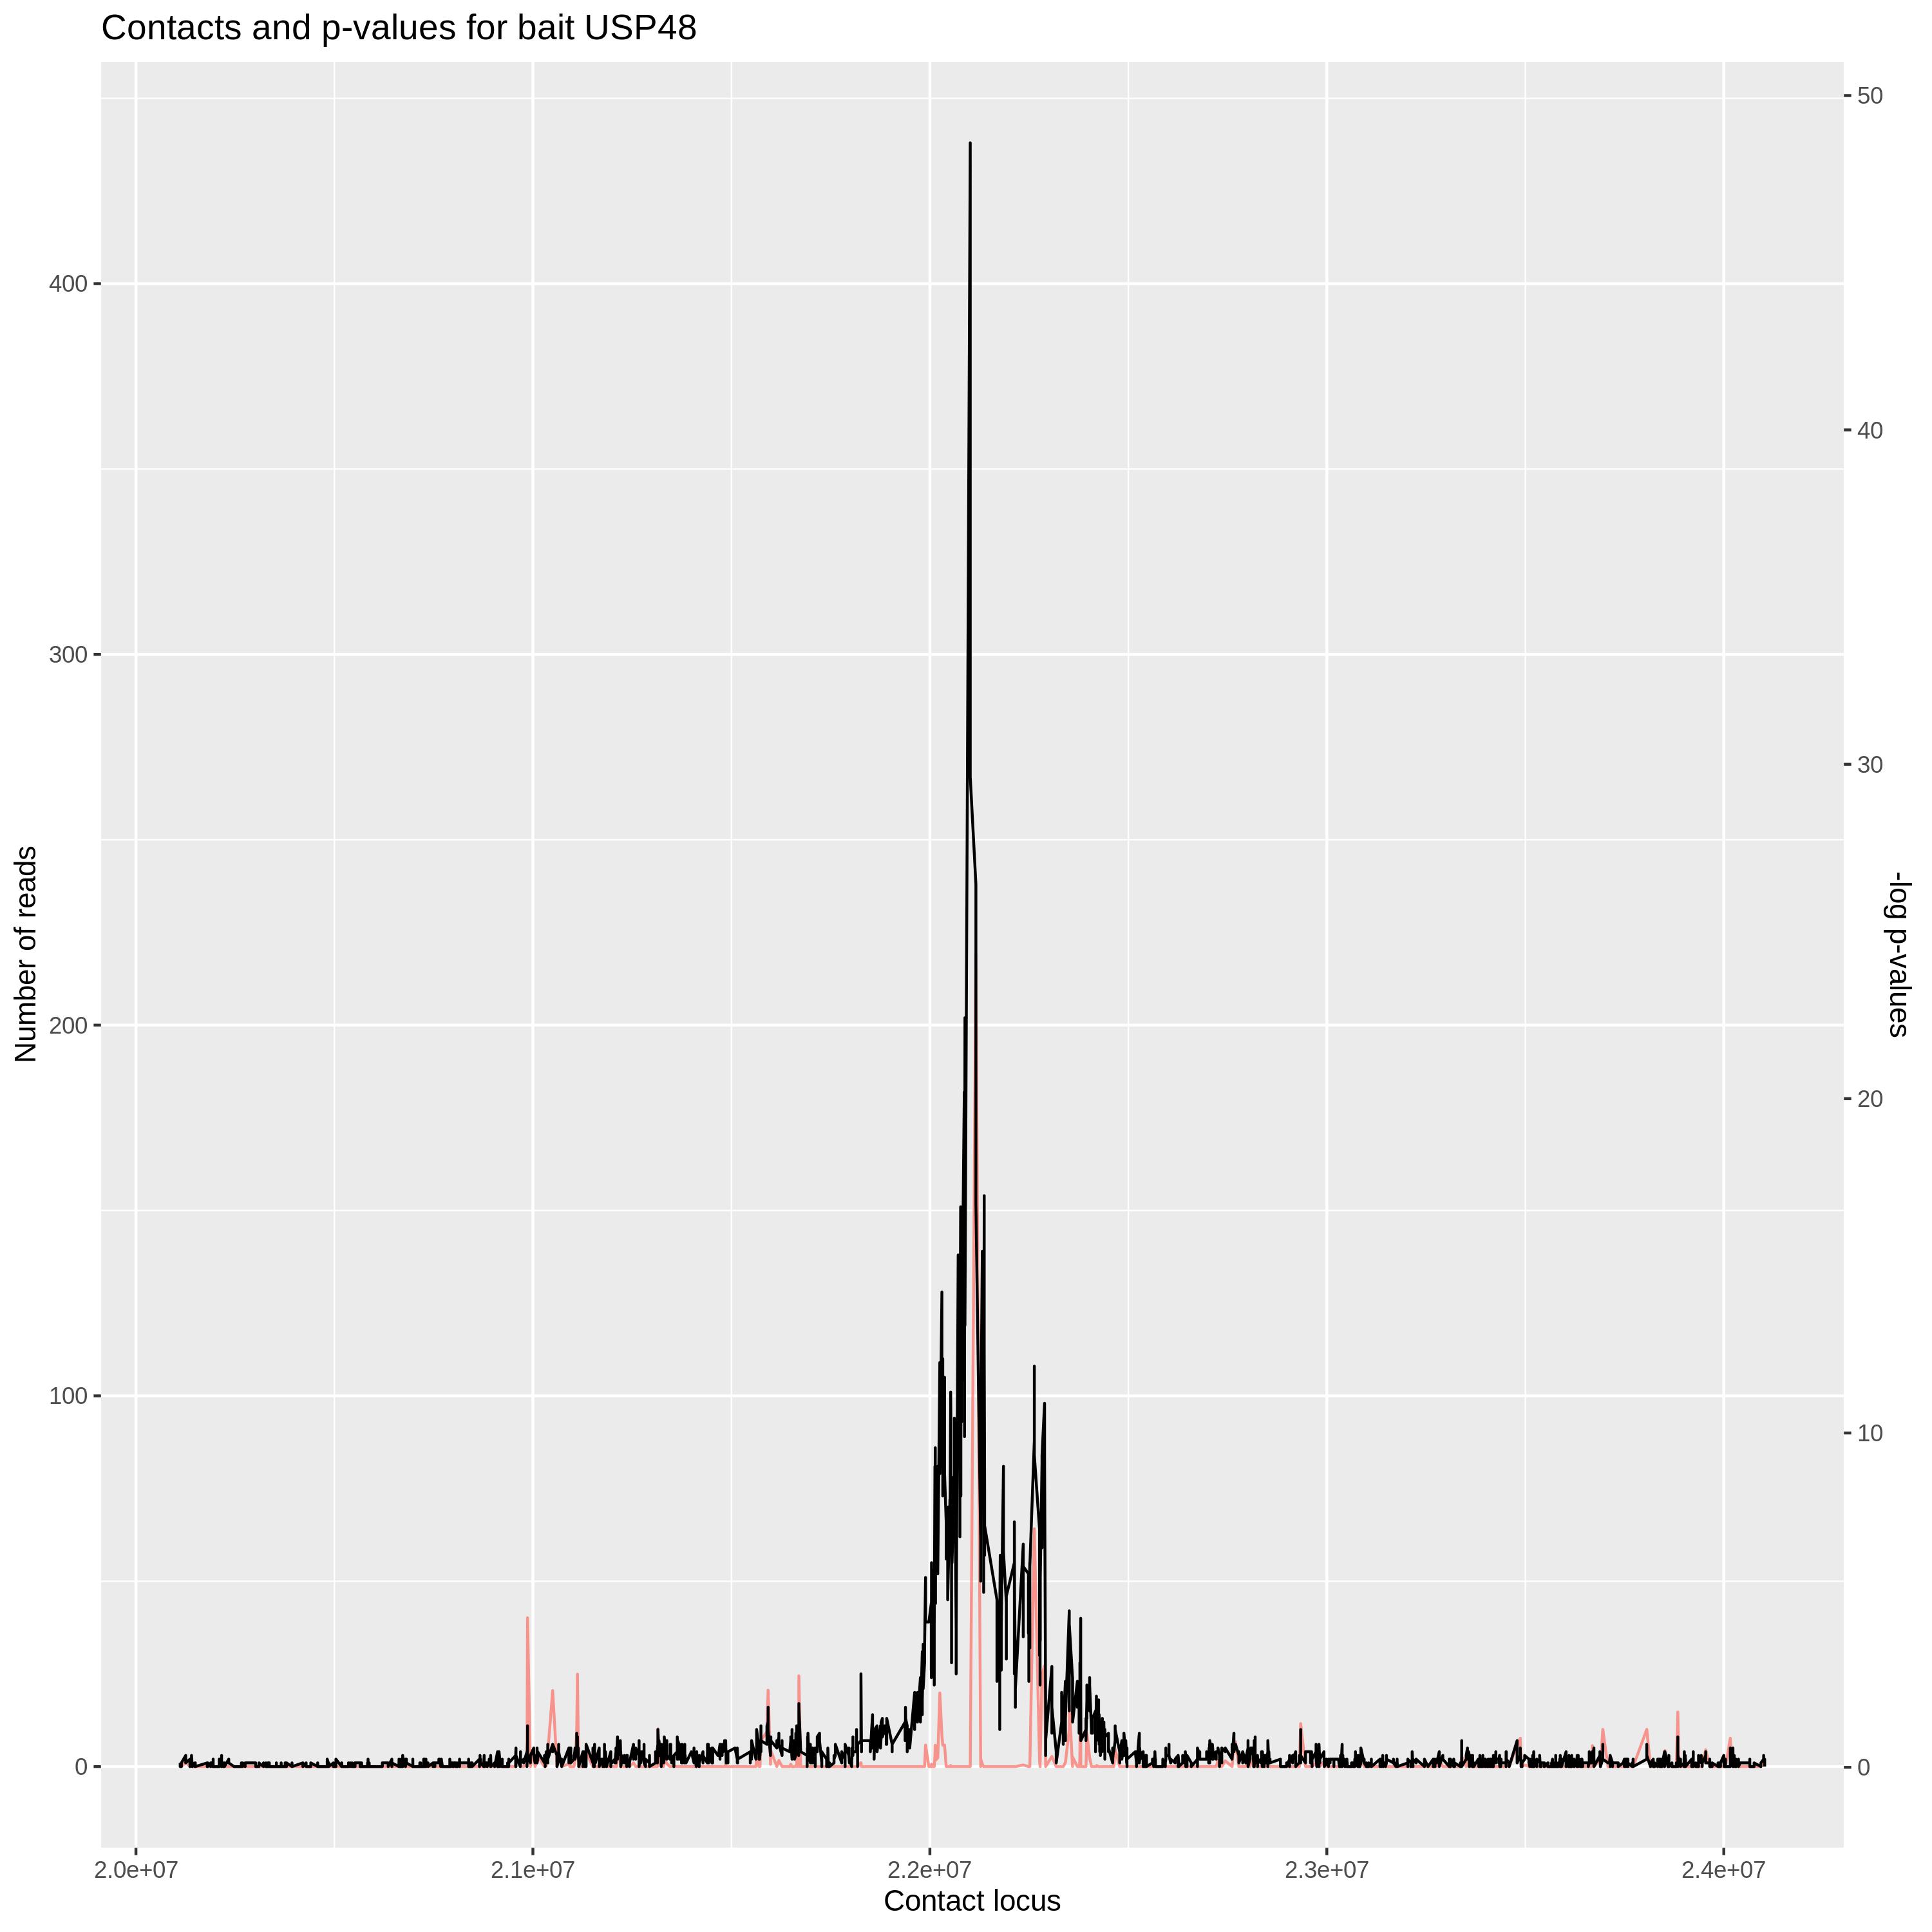 Contacts and p-values for bait USP48
Number of reads
400
300
200
100
0
50
40
30
20
10
0
-log p-values
2.0e+07
2.1e+07
2.2e+07
2.3e+07
2.4e+07
Contact locus